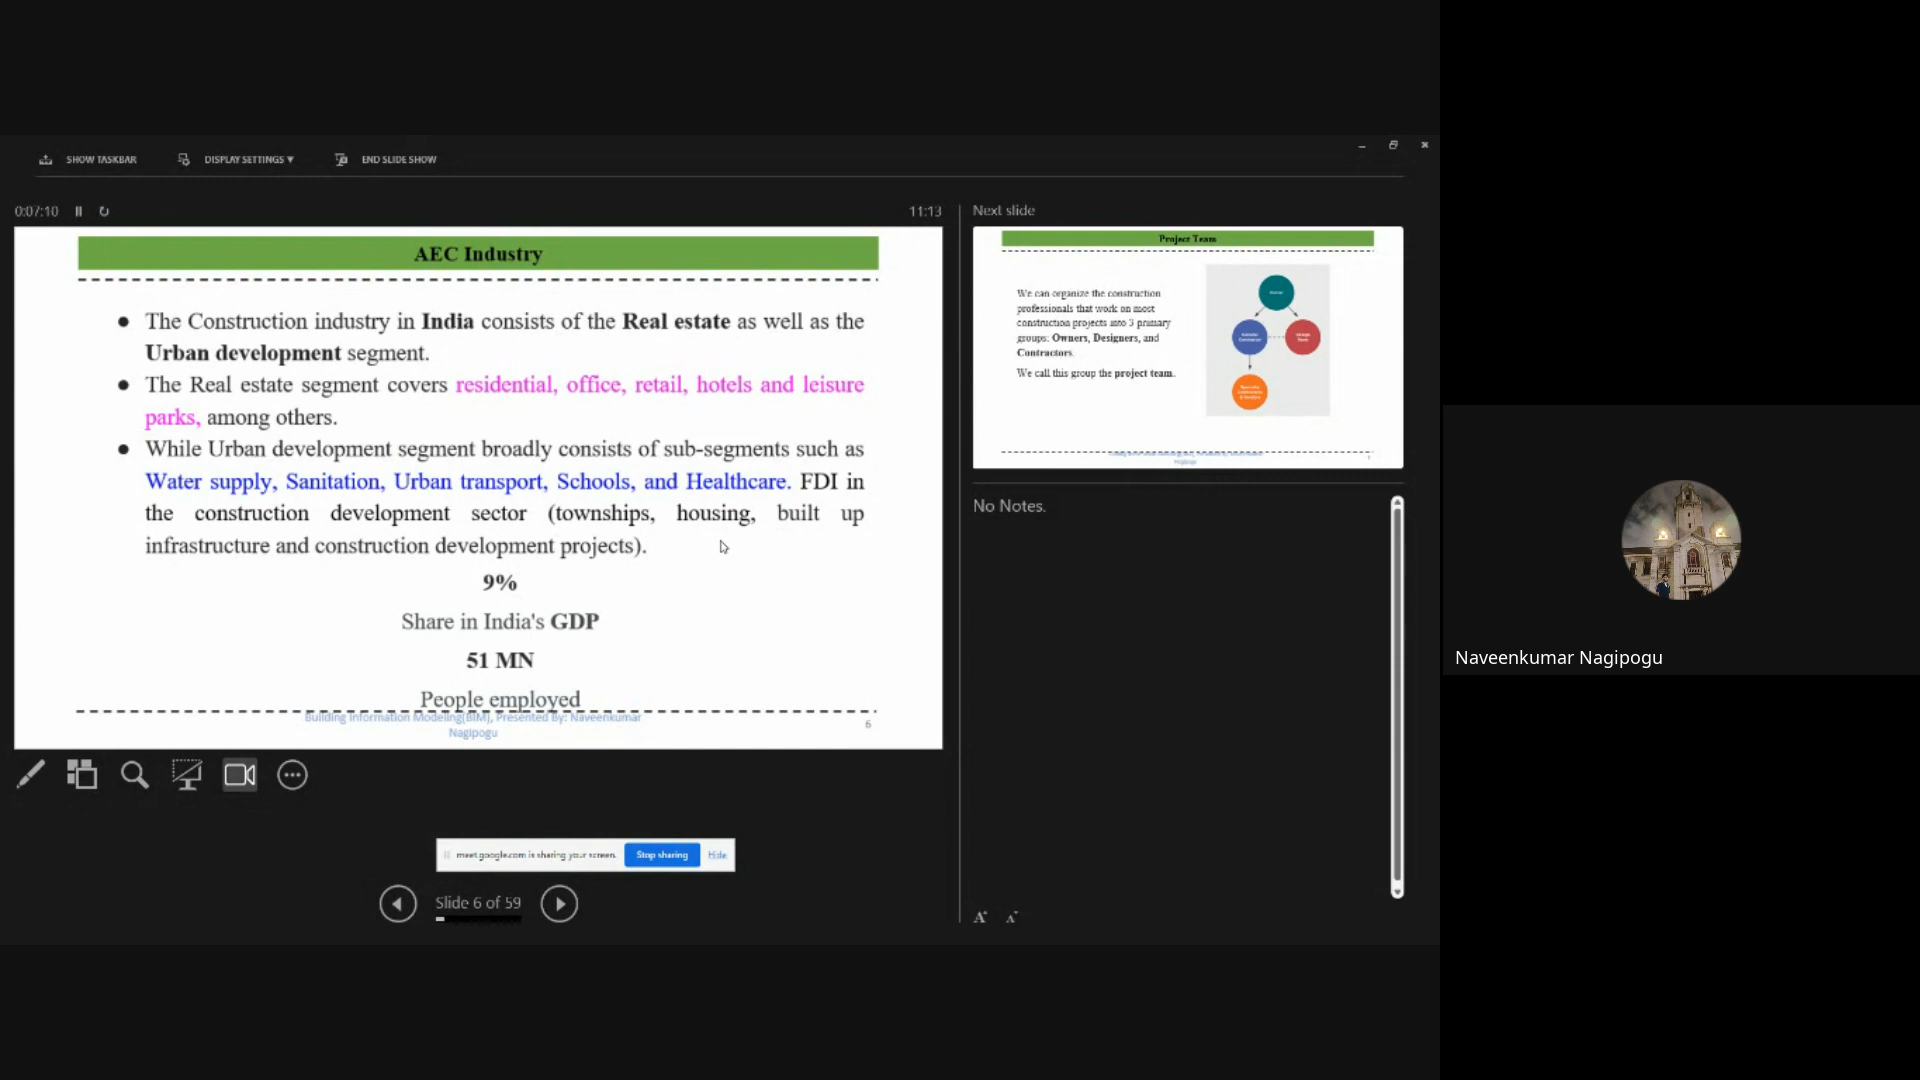 SHOW TASKBAR
DISPLAY SETTINGS ▼
END SLIDE SHOW
0:07:10
11:13
AEC Industry
● The Construction industry in India consists of the Real estate as well as the
Urban development segment.
● The Real estate segment covers residential, office, retail, hotels and leisure
parks, among others.
● While Urban development segment broadly consists of sub-segments such as
Water supply, Sanitation, Urban transport, Schools, and Healthcare. FDI in
the construction development sector (townships, housing, built up
infrastructure and construction development projects).
9%
Share in India's GDP
51 MN
People employed
Building Information Modeling(BIM), Presented By: Naveenkumar
Nagipogu
6
Next slide
Project Team
We can organize the construction
professionals that work on most
construction projects into 3 primary
groups: Owners, Designers, and
Contractors.
We call this group the project team.
Nagipogu
No Notes.
meet.google.com is sharing your screen.
Stop sharing
Hide
Slide 6 of 59
A
A
Naveenkumar Nagipogu